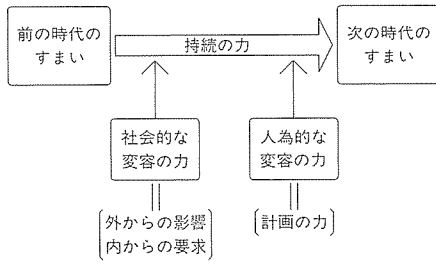 前の時代の
すまい
持続の力
次の時代の
すまい
社会的な
変容の力
人為的な
変容の力
外からの影響
内からの要求
計画の力